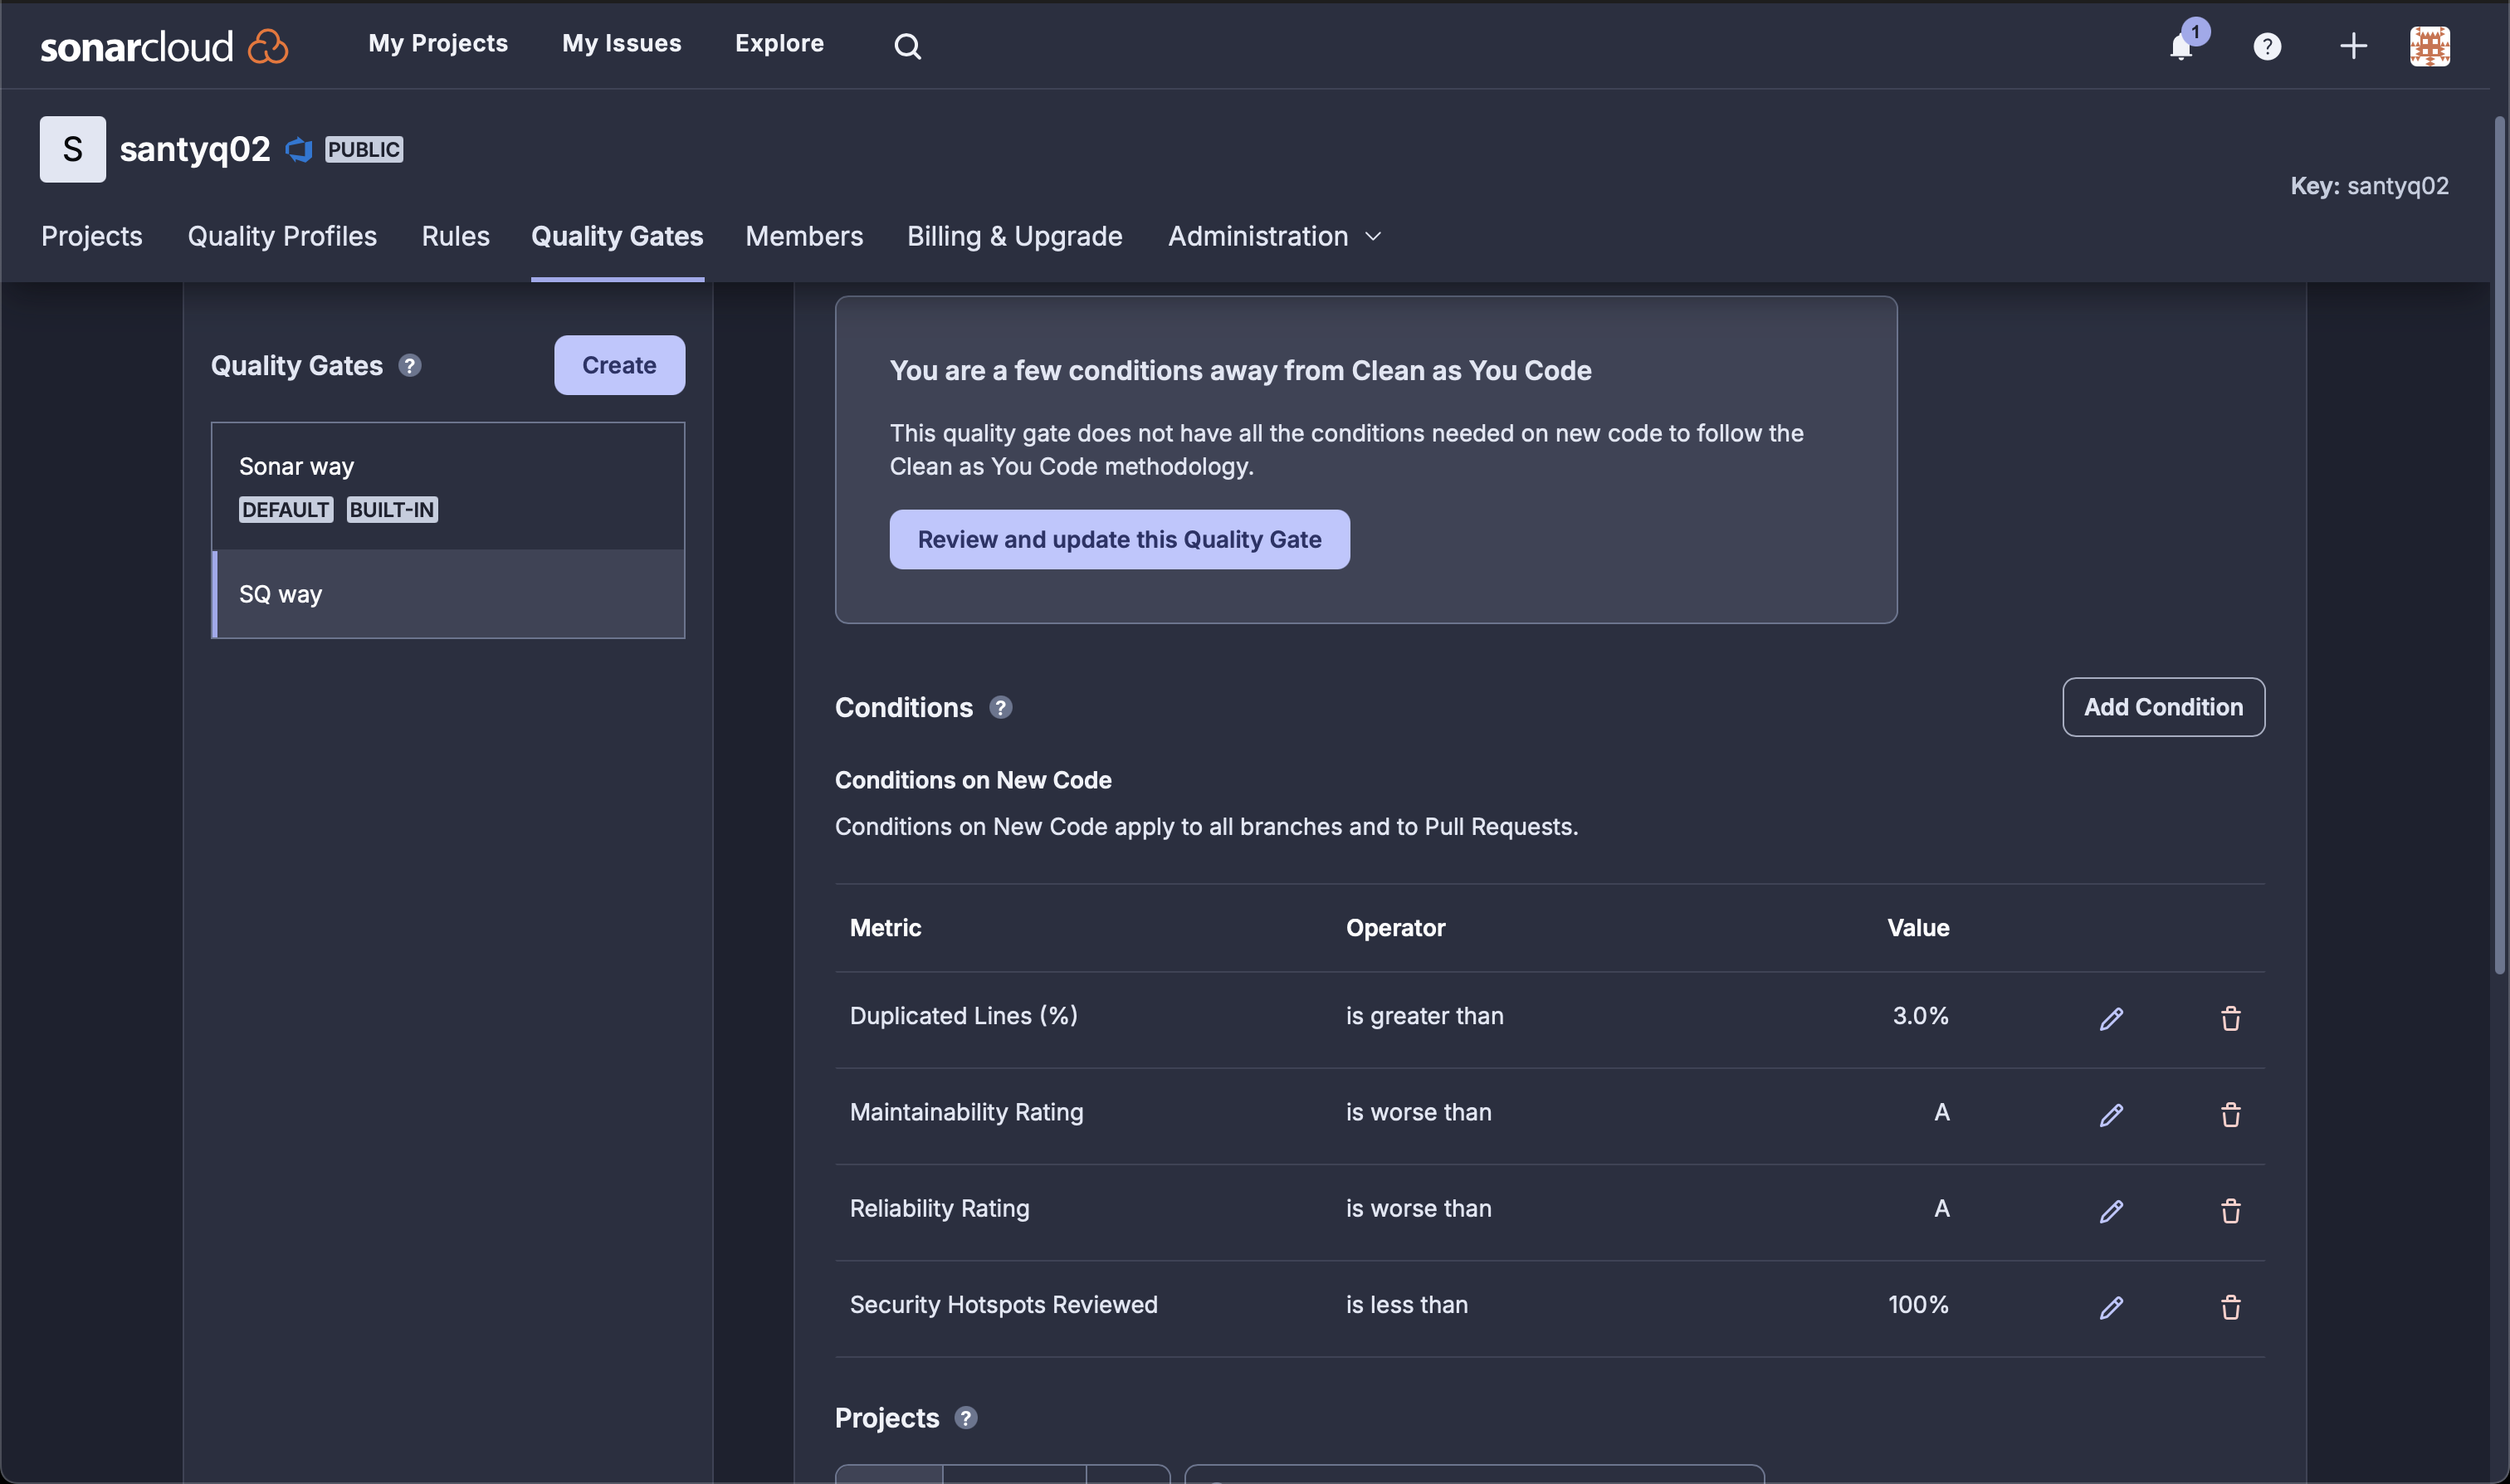 sonarcloud My Projects My Issues Explore 1 ?
S santyq02 PUBLIC
Key: santyq02
Projects Quality Profiles Rules Quality Gates Members Billing & Upgrade Administration
Quality Gates ? Create
Sonar way
DEFAULT BUILT-IN
SQ way
You are a few conditions away from Clean as You Code
This quality gate does not have all the conditions needed on new code to follow the
Clean as You Code methodology.
Review and update this Quality Gate
Conditions ? Add Condition
Conditions on New Code
Conditions on New Code apply to all branches and to Pull Requests.
Metric Operator Value
Duplicated Lines (%) is greater than 3.0%
Maintainability Rating is worse than A
Reliability Rating is worse than A
Security Hotspots Reviewed is less than 100%
Projects ?